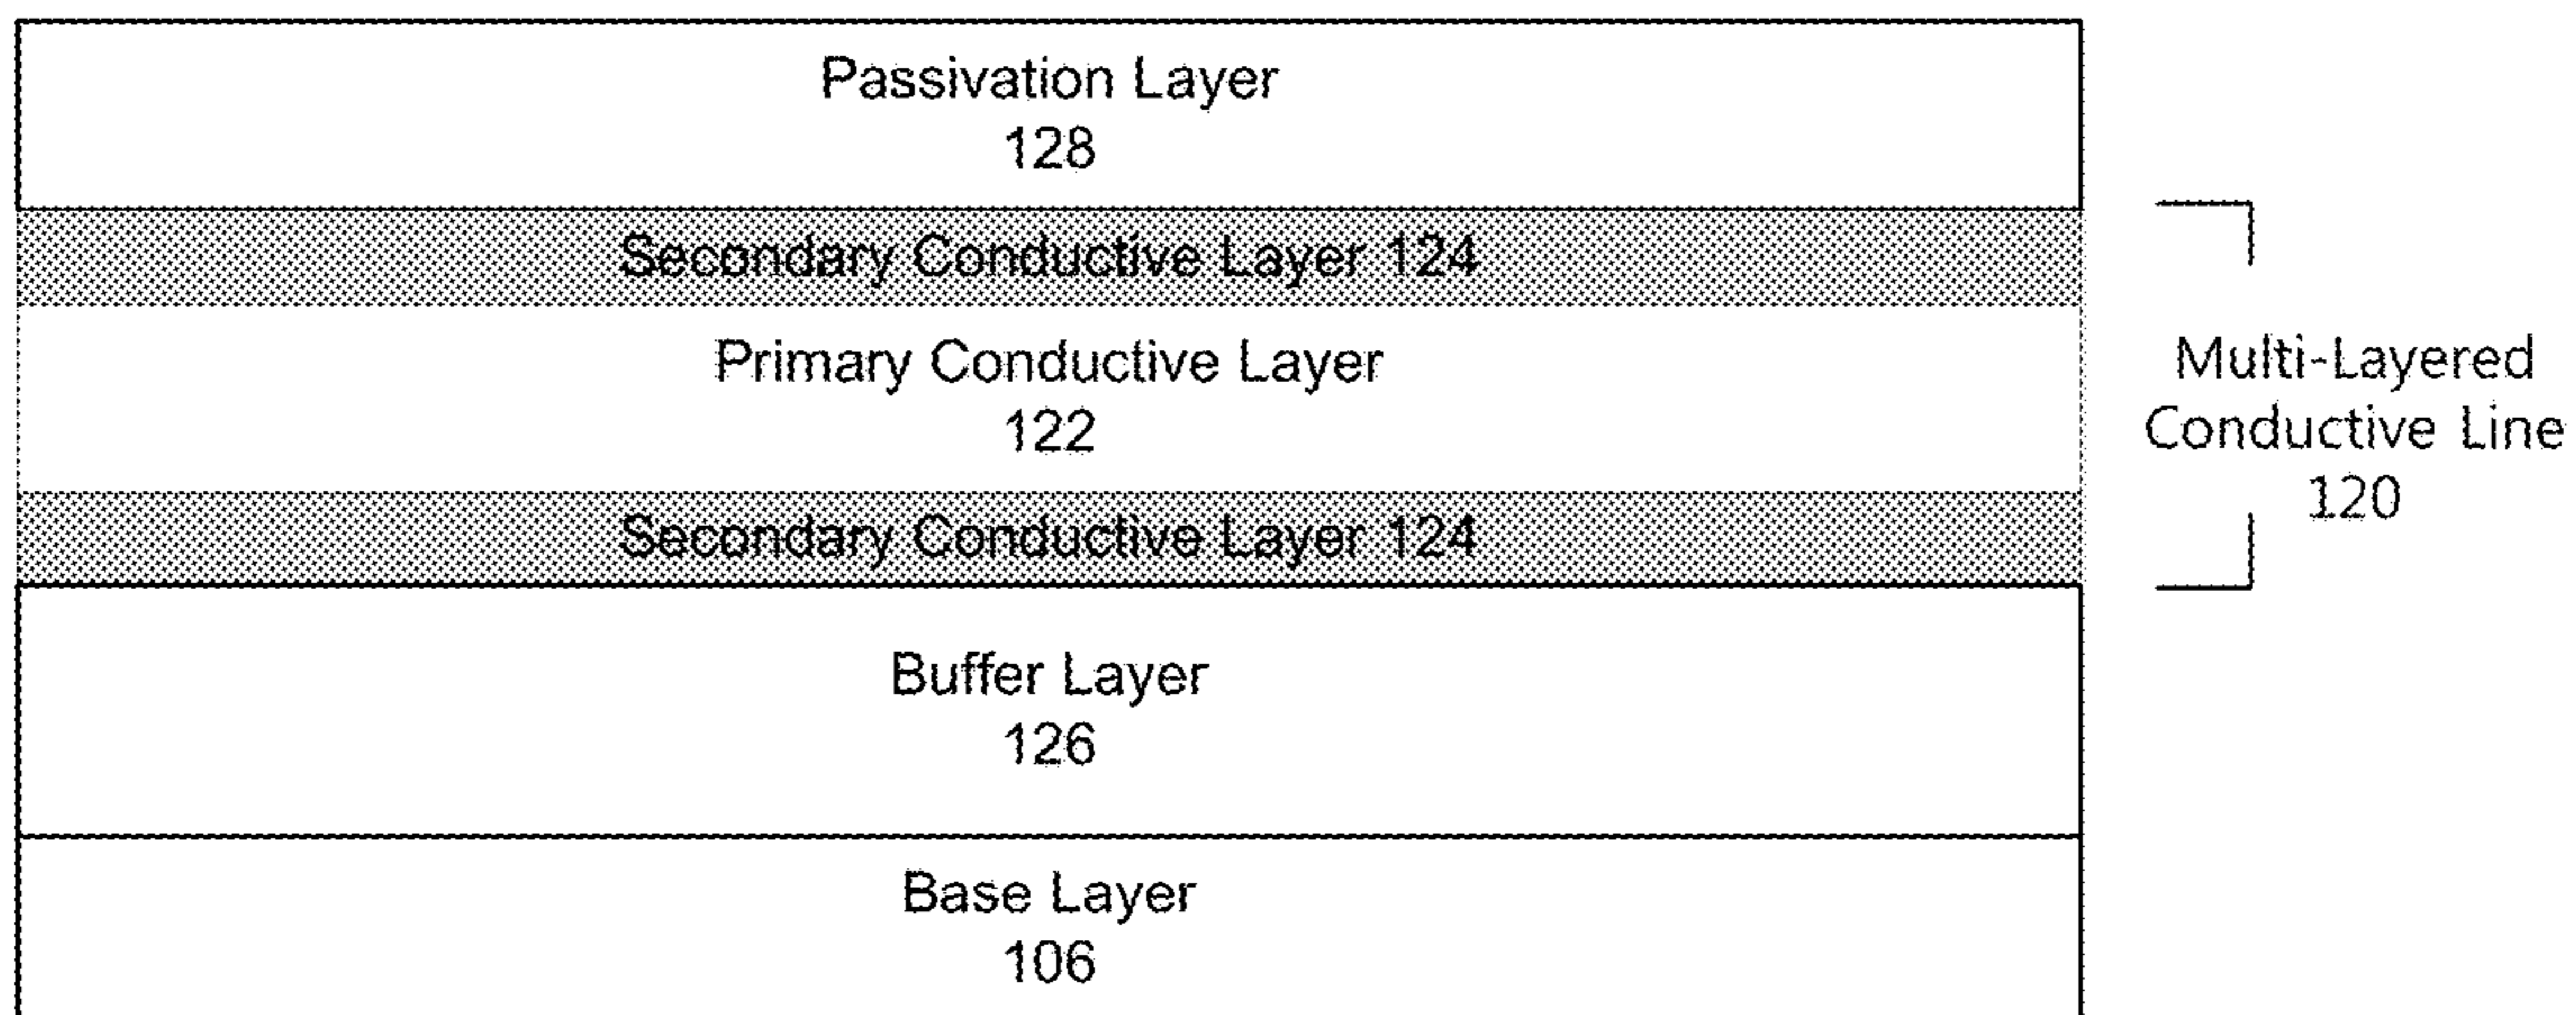 Passivation Layer
128
Secondary Conductive Layer 124
Primary Conductive Layer
122
Secondary Conductive Layer 124
Multi-Layered
Conductive Line
120
Buffer Layer
126
Base Layer
106